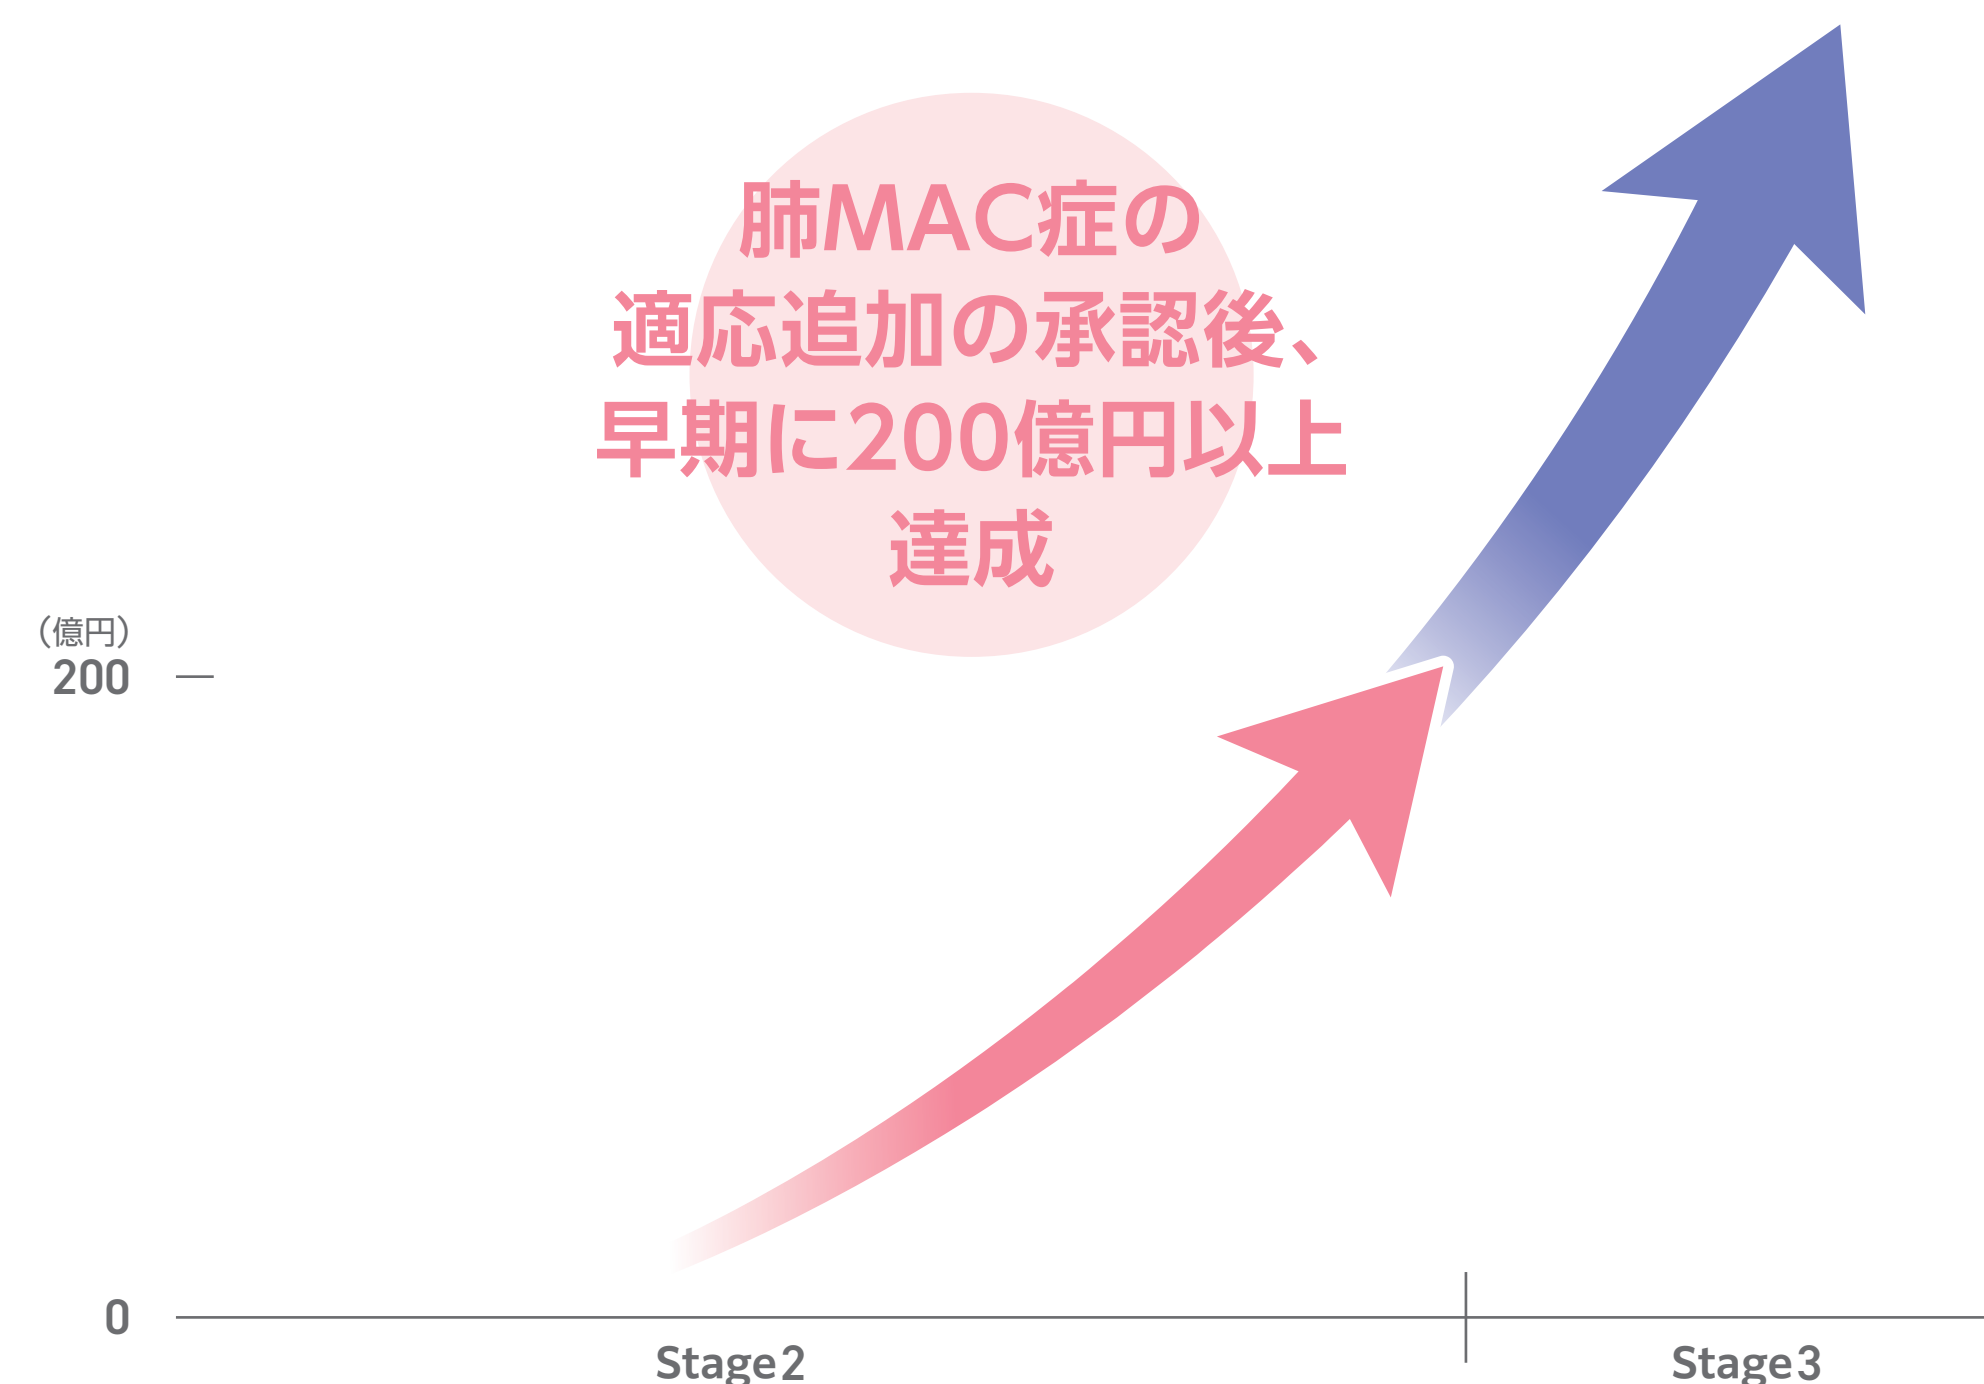 肺MAC症の
適応追加の承認後、
早期に200億円以上
達成
（億円）
200
0
Stage2
Stage3